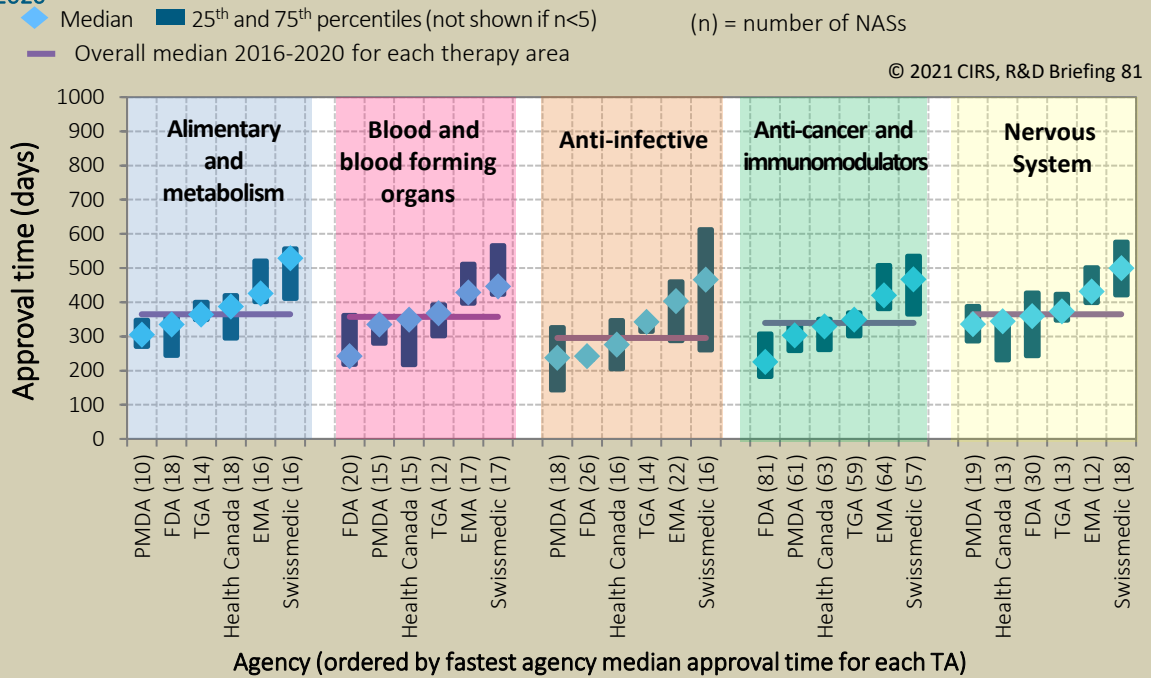 Median
25th and 75th percentiles (not shown if n<5)
(n) = number of NASs
Overall median 2016-2020 for each therapy area
© 2021 CIRS, R&D Briefing 81
Approval time (days)
1000
900
800
700
600
500
400
300
200
100
0
Alimentary
and
metabolism
Blood and
blood forming
organs
Anti-infective
Anti-cancer and
immunomodulators
Nervous
System
PMDA (10)
FDA (18)
TGA (14)
Health Canada (18)
EMA (16)
Swissmedic (16)
FDA (20)
PMDA (15)
Health Canada (15)
TGA (12)
EMA (17)
Swissmedic (17)
PMDA (18)
FDA (26)
Health Canada (16)
TGA (14)
EMA (22)
Swissmedic (16)
FDA (81)
PMDA (61)
Health Canada (63)
TGA (59)
EMA (64)
Swissmedic (57)
PMDA (19)
Health Canada (13)
FDA (30)
TGA (13)
EMA (12)
Swissmedic (18)
Agency (ordered by fastest agency median approval time for each TA)